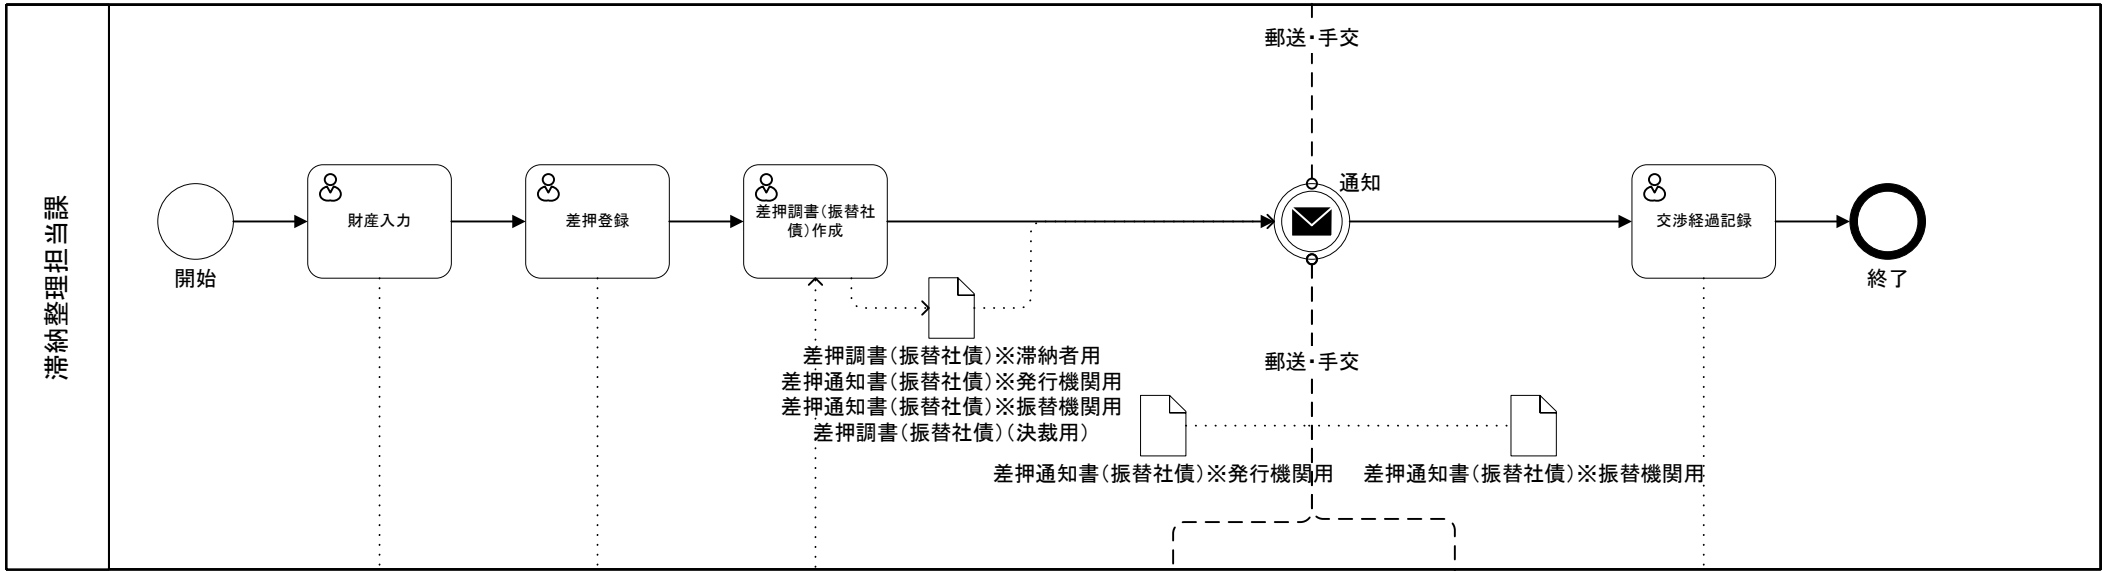 滞納整理担当課
郵送・手交
通知
開始
財産入力
差押登録
差押調書(振替社
債)作成
交渉経過記録
終了
差押調書(振替社債)※滞納者用
差押通知書(振替社債)※発行機関用
差押通知書(振替社債)※振替機関用
差押調書(振替社債)(決裁用)
郵送・手交
差押通知書(振替社債)※発行機関用
差押通知書(振替社債)※振替機関用